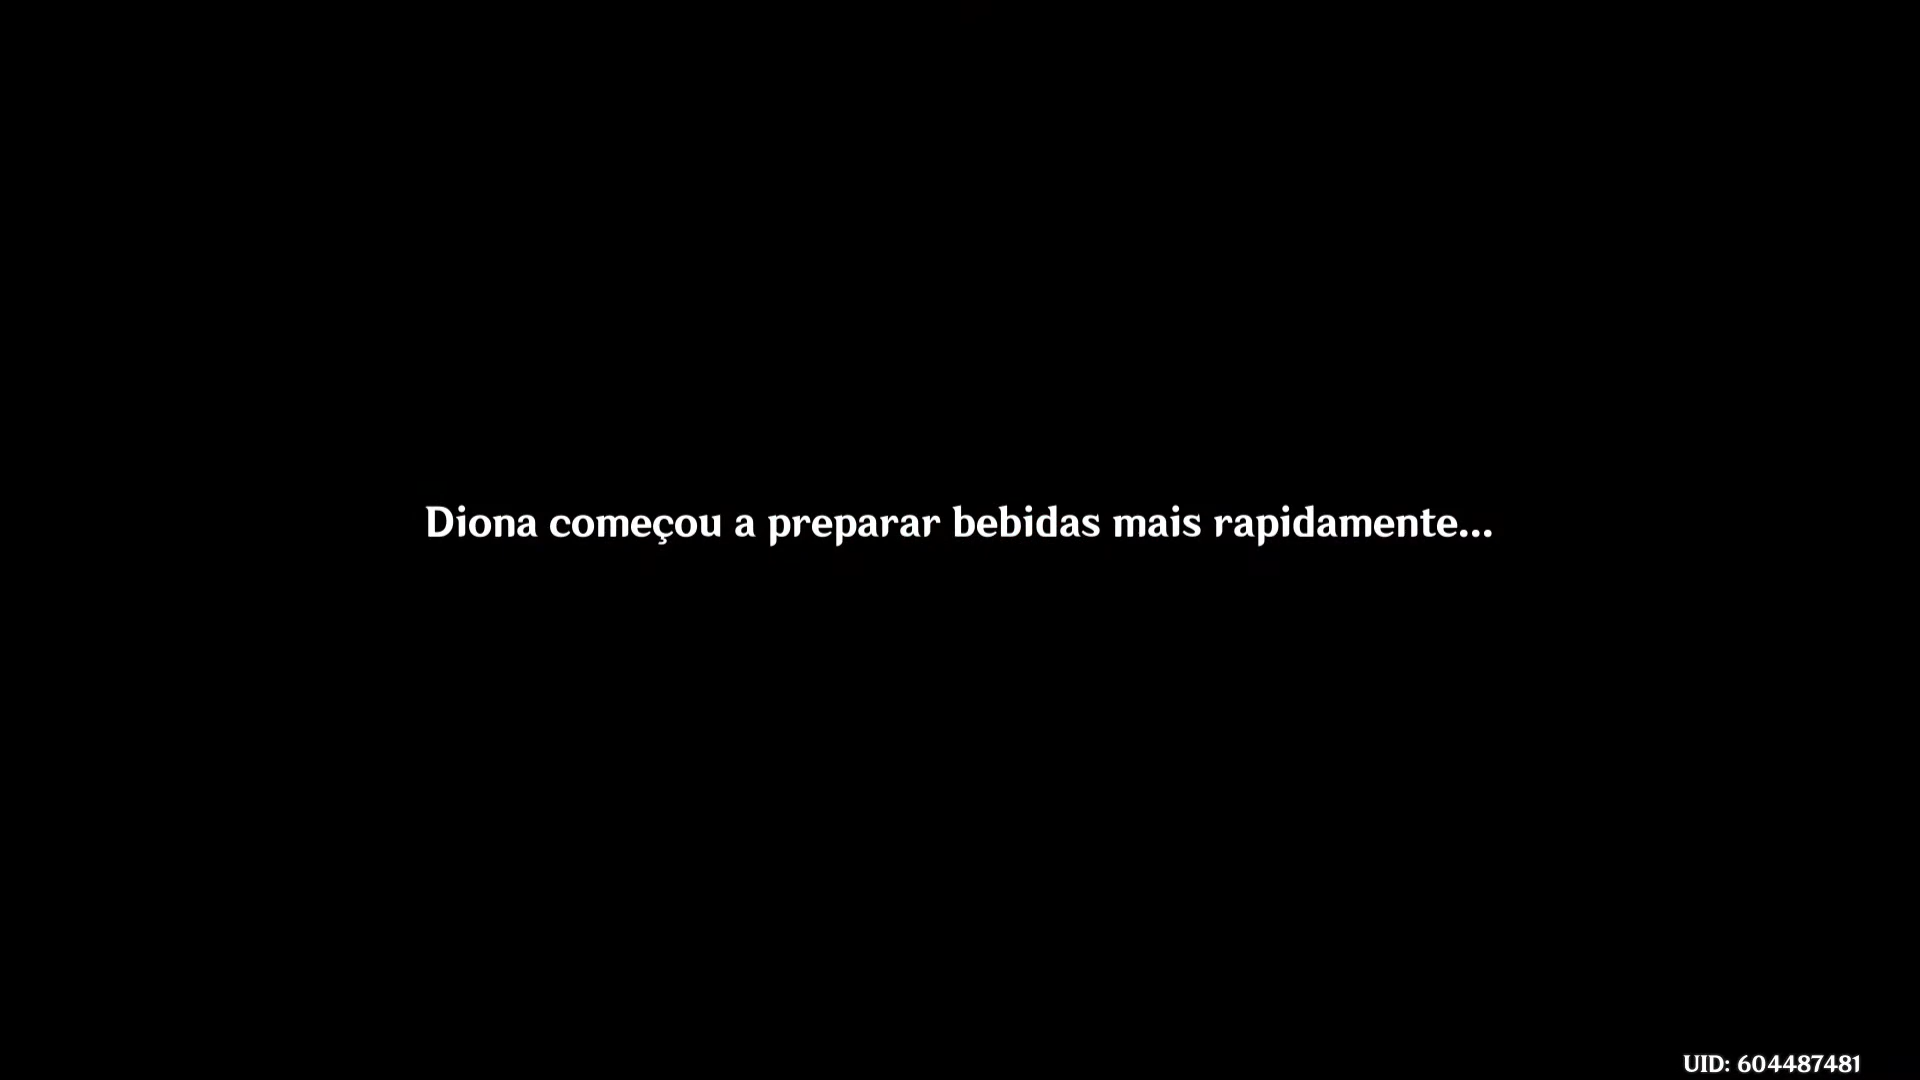 Diona começou a preparar bebidas mais rapidamente...
UID: 604487481